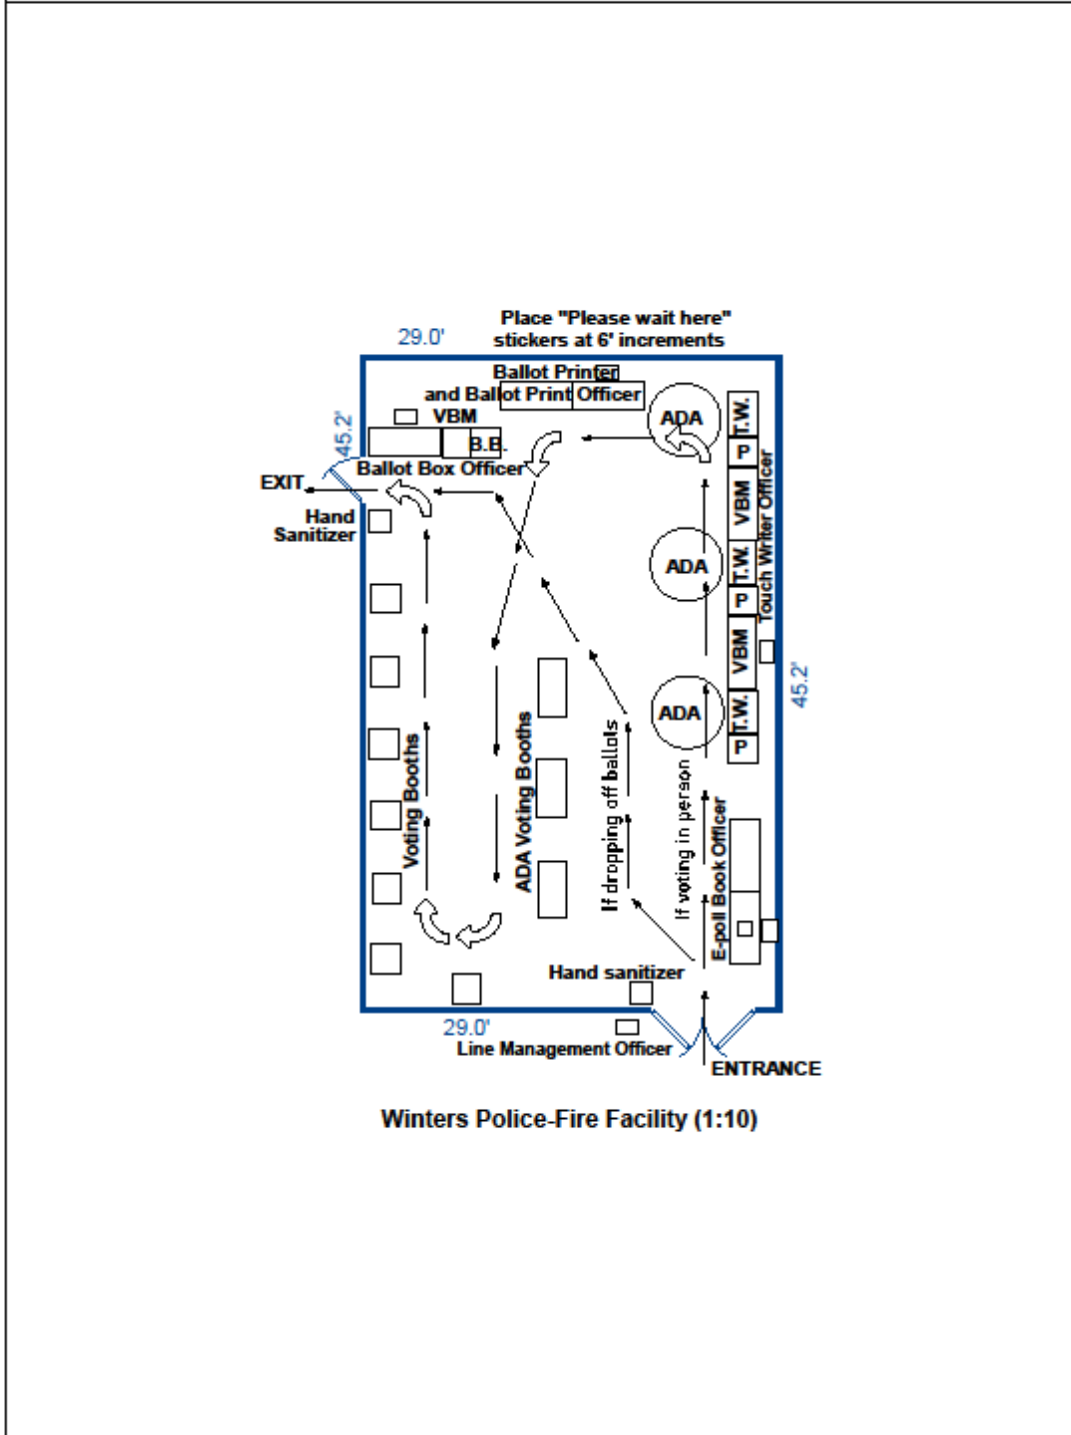 Place "Please wait here"
stickers at 6' increments
29.0'
Ballot Printer
and Ballot Print Officer
ADA
T.W.
VBM
45.2'
B.B.
P
Ballot Box Officer
EXIT
VBM
Touch Writer Officer
Hand
Sanitizer
ADA
T.W.
P
VBM
45.2'
ADA
T.W.
P
Voting Booths
ADA Voting Booths
If dropping off ballots
If voting in person
E-poll Book Officer
Hand sanitizer
29.0'
Line Management Officer
ENTRANCE
Winters Police-Fire Facility (1:10)